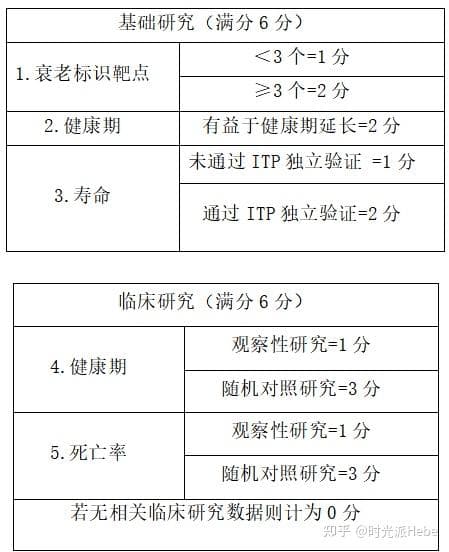 基础研究（满分6分）
1.衰老标识靶点
＜3个=1分
≥3个=2分
2.健康期
有益于健康期延长=2分
3.寿命
未通过ITP独立验证 =1分
通过ITP独立验证=2分
临床研究（满分6分）
4.健康期
观察性研究=1分
随机对照研究=3分
5.死亡率
观察性研究=1分
随机对照研究=3分
若无相关临床研究数据则计为0分
知乎 @时光派Hebe